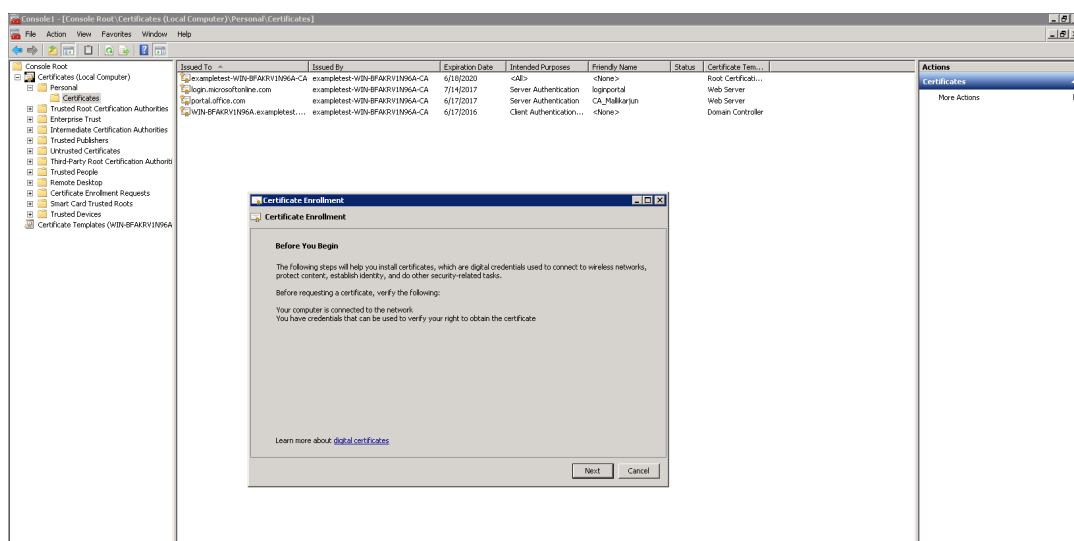 Console1 - [Console Root\Certificates (Local Computer)\Personal\Certificates]
File Action View Favorites Window Help
Console Root
Certificates (Local Computer)
Personal
Certificates
Trusted Root Certification Authorities
Enterprise Trust
Intermediate Certification Authorities
Trusted Publishers
Untrusted Certificates
Third-Party Root Certification Authoriti
Trusted People
Remote Desktop
Certificate Enrollment Requests
Smart Card Trusted Roots
Trusted Devices
Certificate Templates (WIN-BFAKRV1N96A
Issued To Issued By Expiration Date Intended Purposes Friendly Name Status Certificate Tem...
exampletest-WIN-BFAKRV1N96A-CA exampletest-WIN-BFAKRV1N96A-CA 6/18/2020 <All> <None> Root Certificati...
login.microsoftonline.com exampletest-WIN-BFAKRV1N96A-CA 7/14/2017 Server Authentication loginportal Web Server
portal.office.com exampletest-WIN-BFAKRV1N96A-CA 6/17/2017 Server Authentication CA_Mallikarjun Web Server
WIN-BFAKRV1N96A.exampletest.... exampletest-WIN-BFAKRV1N96A-CA 6/17/2016 Client Authentication... <None> Domain Controller
Actions
Certificates
More Actions
Certificate Enrollment
Certificate Enrollment
Before You Begin
The following steps will help you install certificates, which are digital credentials used to connect to wireless networks,
protect content, establish identity, and do other security-related tasks.
Before requesting a certificate, verify the following:
Your computer is connected to the network
You have credentials that can be used to verify your right to obtain the certificate
Learn more about digital certificates
Next Cancel